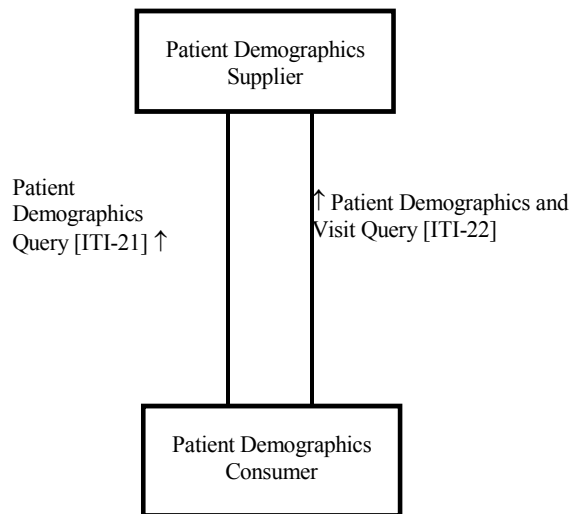 Patient Demographics
Supplier
Patient
Demographics
Query [ITI-21] ↑
↑ Patient Demographics and
Visit Query [ITI-22]
Patient Demographics
Consumer